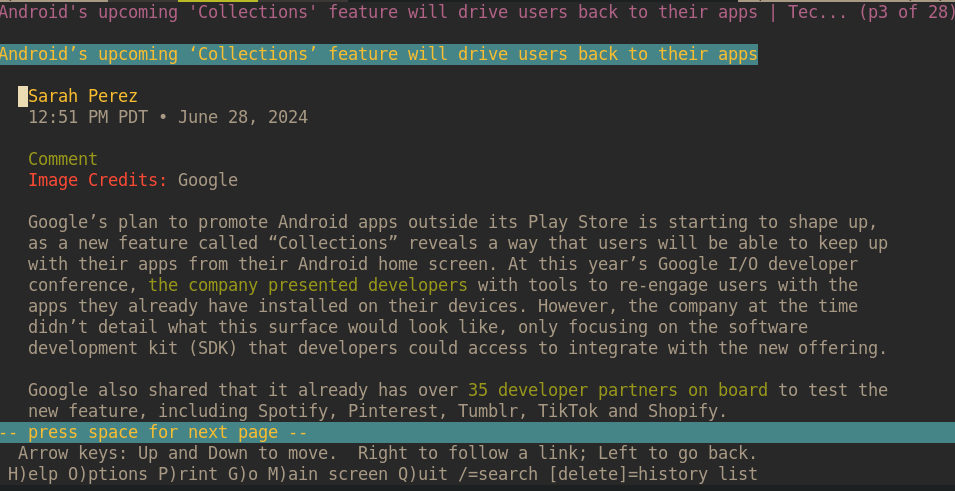 Android's upcoming 'Collections' feature will drive users back to their apps | Tec... (p3 of 28)
Android’s upcoming ‘Collections’ feature will drive users back to their apps
Sarah Perez
12:51 PM PDT • June 28, 2024
Comment
Image Credits: Google
Google’s plan to promote Android apps outside its Play Store is starting to shape up,
as a new feature called “Collections” reveals a way that users will be able to keep up
with their apps from their Android home screen. At this year’s Google I/O developer
conference, the company presented developers with tools to re-engage users with the
apps they already have installed on their devices. However, the company at the time
didn’t detail what this surface would look like, only focusing on the software
development kit (SDK) that developers could access to integrate with the new offering.
Google also shared that it already has over 35 developer partners on board to test the
new feature, including Spotify, Pinterest, Tumblr, TikTok and Shopify.
-- press space for next page --
Arrow keys: Up and Down to move.  Right to follow a link; Left to go back.
H)elp O)ptions P)rint G)o M)ain screen Q)uit /=search [delete]=history list